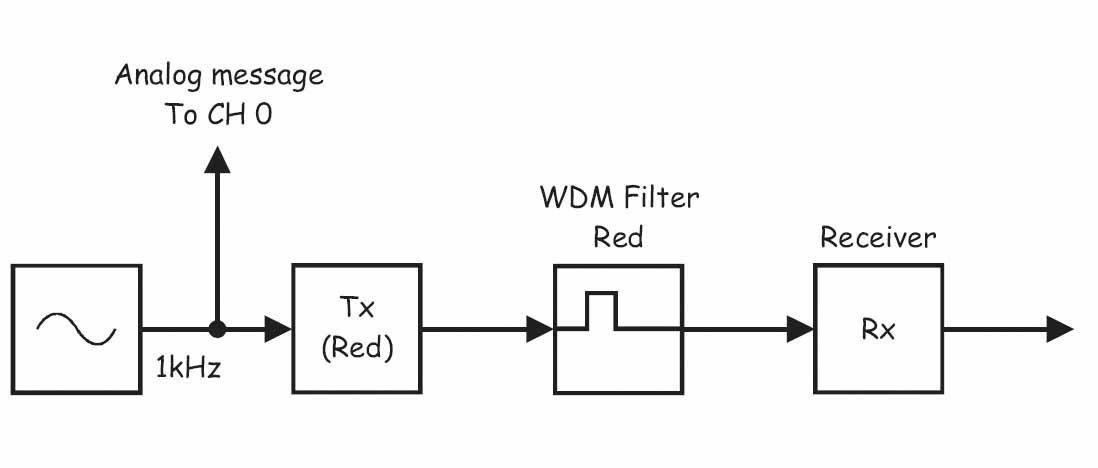 Analog message
To CH 0
WDM Filter
Red
Receiver
Tx
(Red)
Rx
1kHz